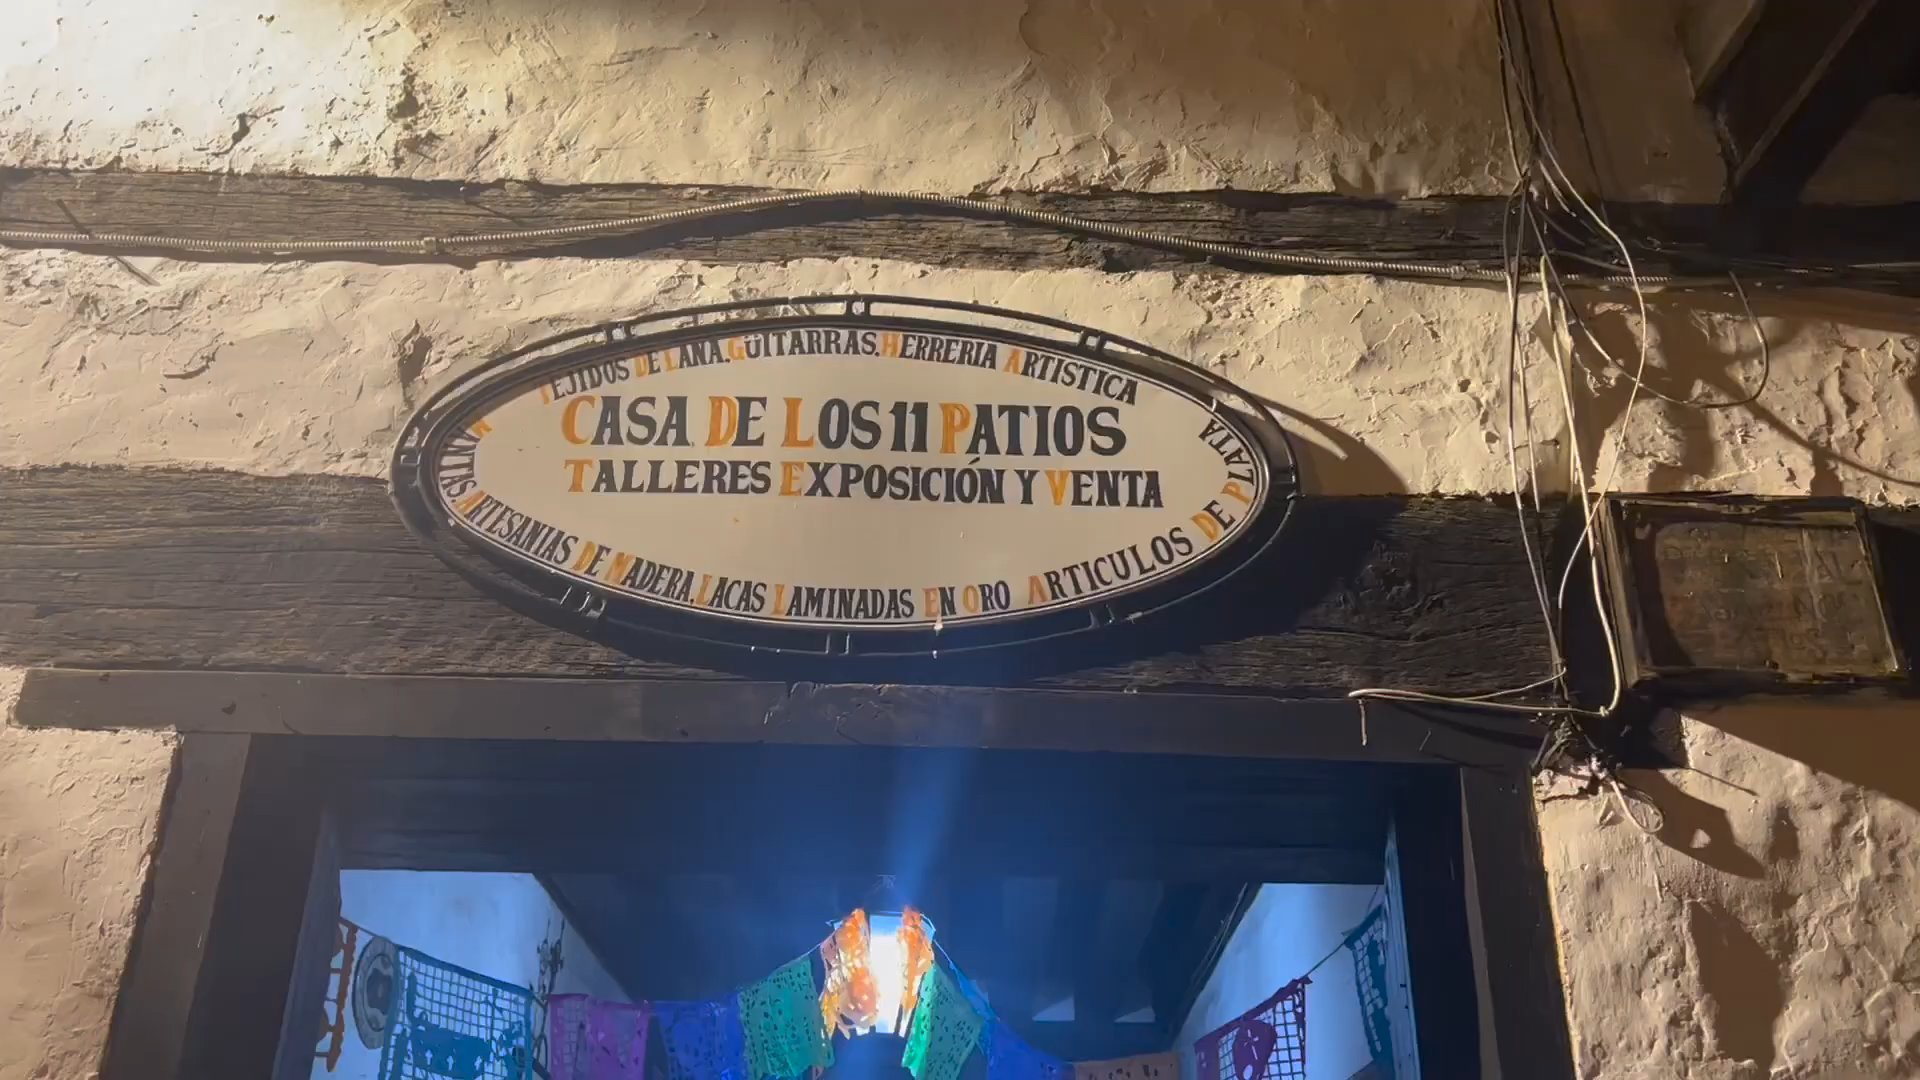 TEJIDOS DE LANA. GUITARRAS. HERRERIA ARTISTICA
CASA DE LOS 11 PATIOS
TALLERES EXPOSICIÓN Y VENTA
MANTAS. ARTESANIAS DE MADERA. LACAS LAMINADAS EN ORO ARTICULOS DE PLATA